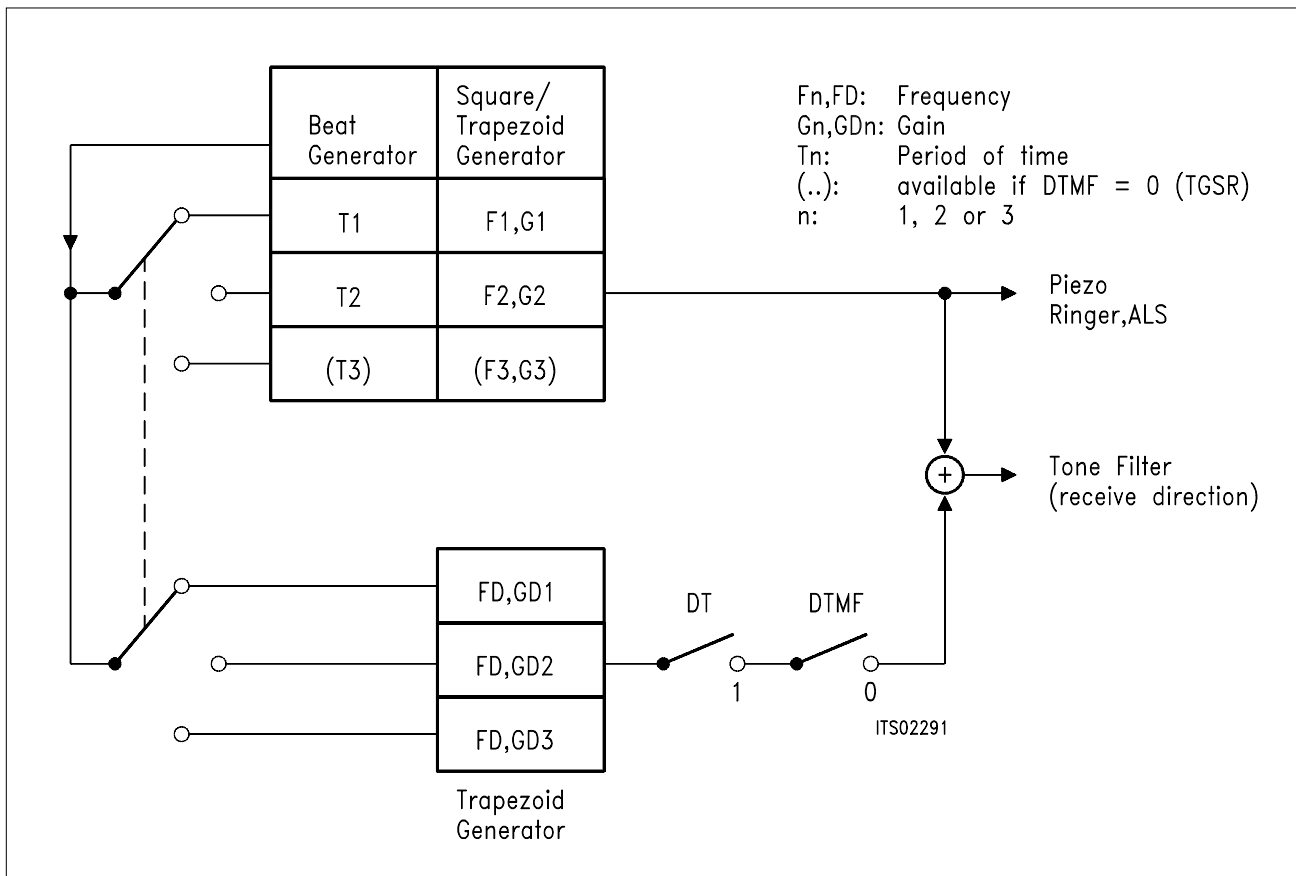 Beat
Generator
Square/
Trapezoid
Generator
T1
F1,G1
T2
F2,G2
(T3)
(F3,G3)
Fn,FD: Frequency
Gn,GDn: Gain
Tn: Period of time
(..): available if DTMF = 0 (TGSR)
n: 1, 2 or 3
Piezo
Ringer,ALS
+
Tone Filter
(receive direction)
FD,GD1
FD,GD2
FD,GD3
Trapezoid
Generator
DT
1
DTMF
0
ITS02291